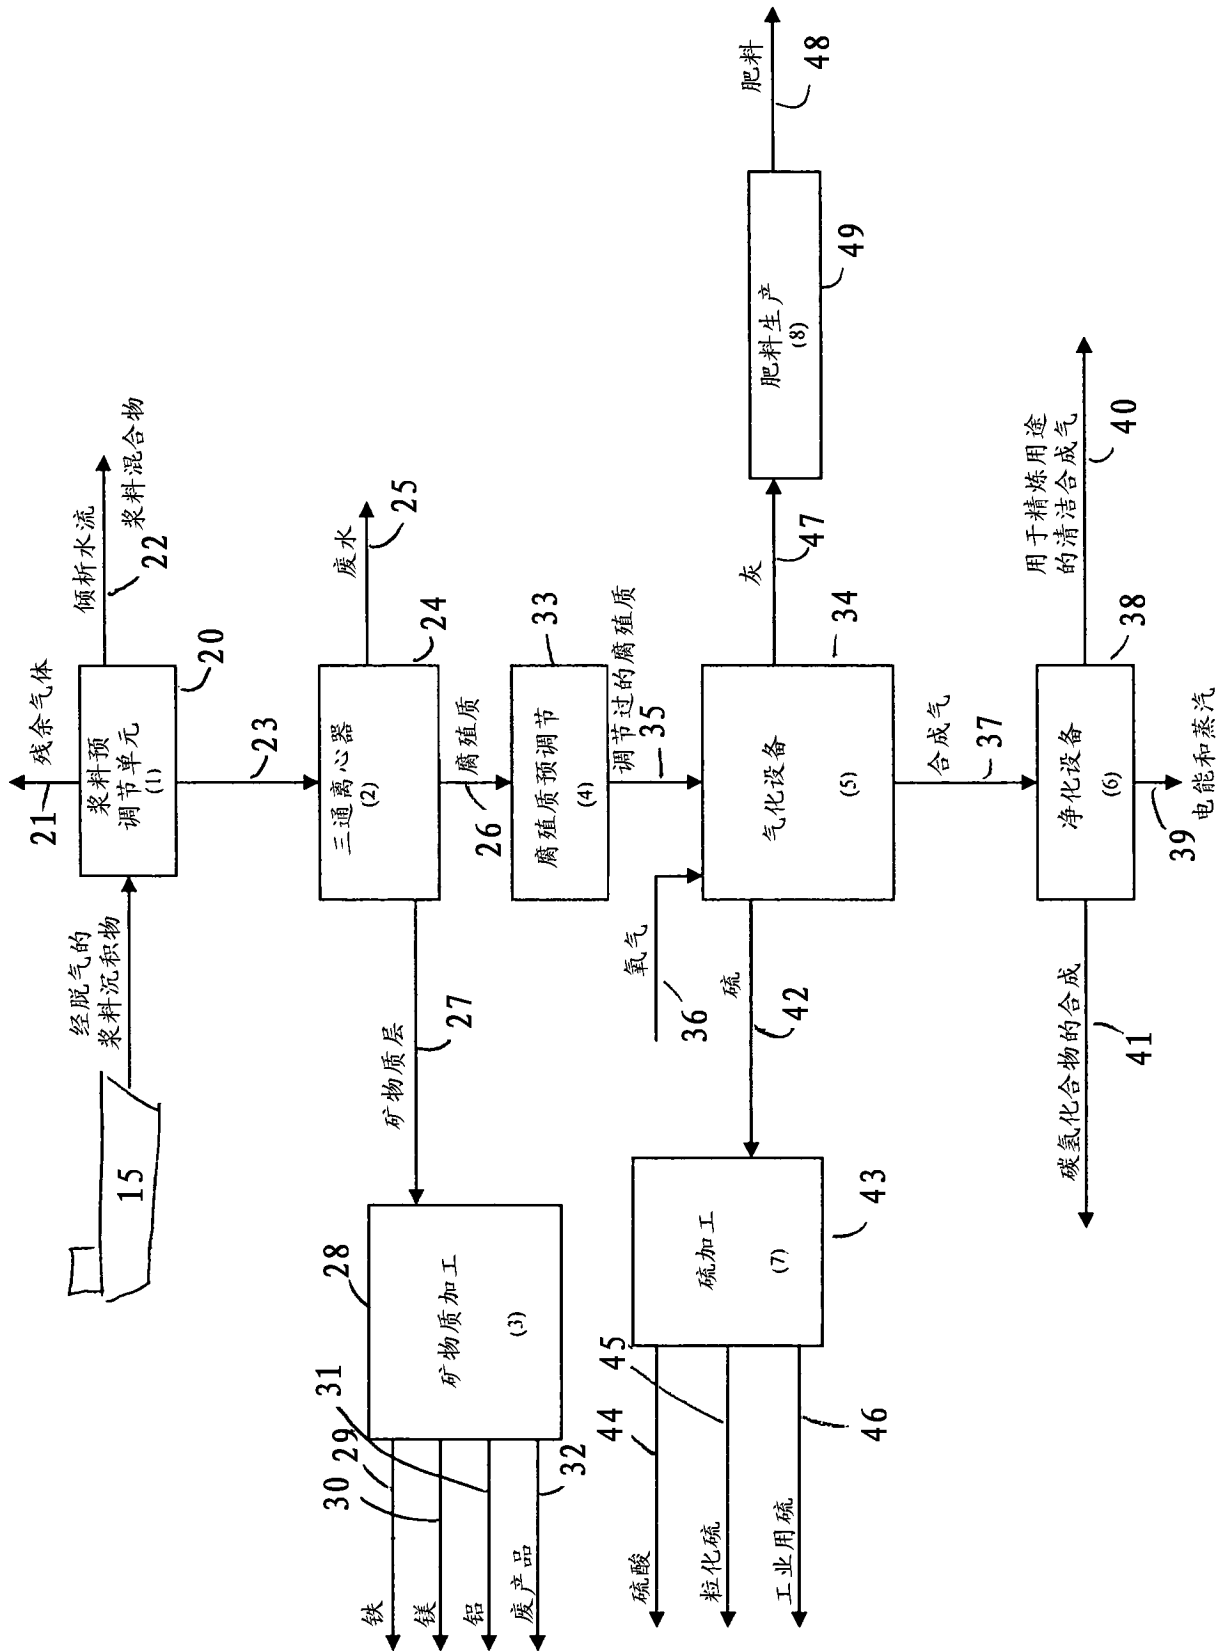 残余气体
21
倾析水流
22
浆料混合物
浆料预
调节单元
(1)
20
经脱气的
浆料沉积物
15
23
三通离心器
(2)
24
废水
25
腐殖质
26
矿物质层
27
矿物质加工
(3)
28
29
30
31
32
铁
镁
铝
废产品
腐殖质预调节
(4)
33
调节过的腐殖质
35
氧气
36
气化设备
(5)
34
灰
47
肥料生产
(8)
49
肥料
48
硫
42
硫加工
(7)
43
44
45
46
硫酸
粒化硫
工业用硫
合成气
37
净化设备
(6)
38
电能和蒸汽
39
用于精炼用途
的清洁合成气
40
碳氢化合物的合成
41